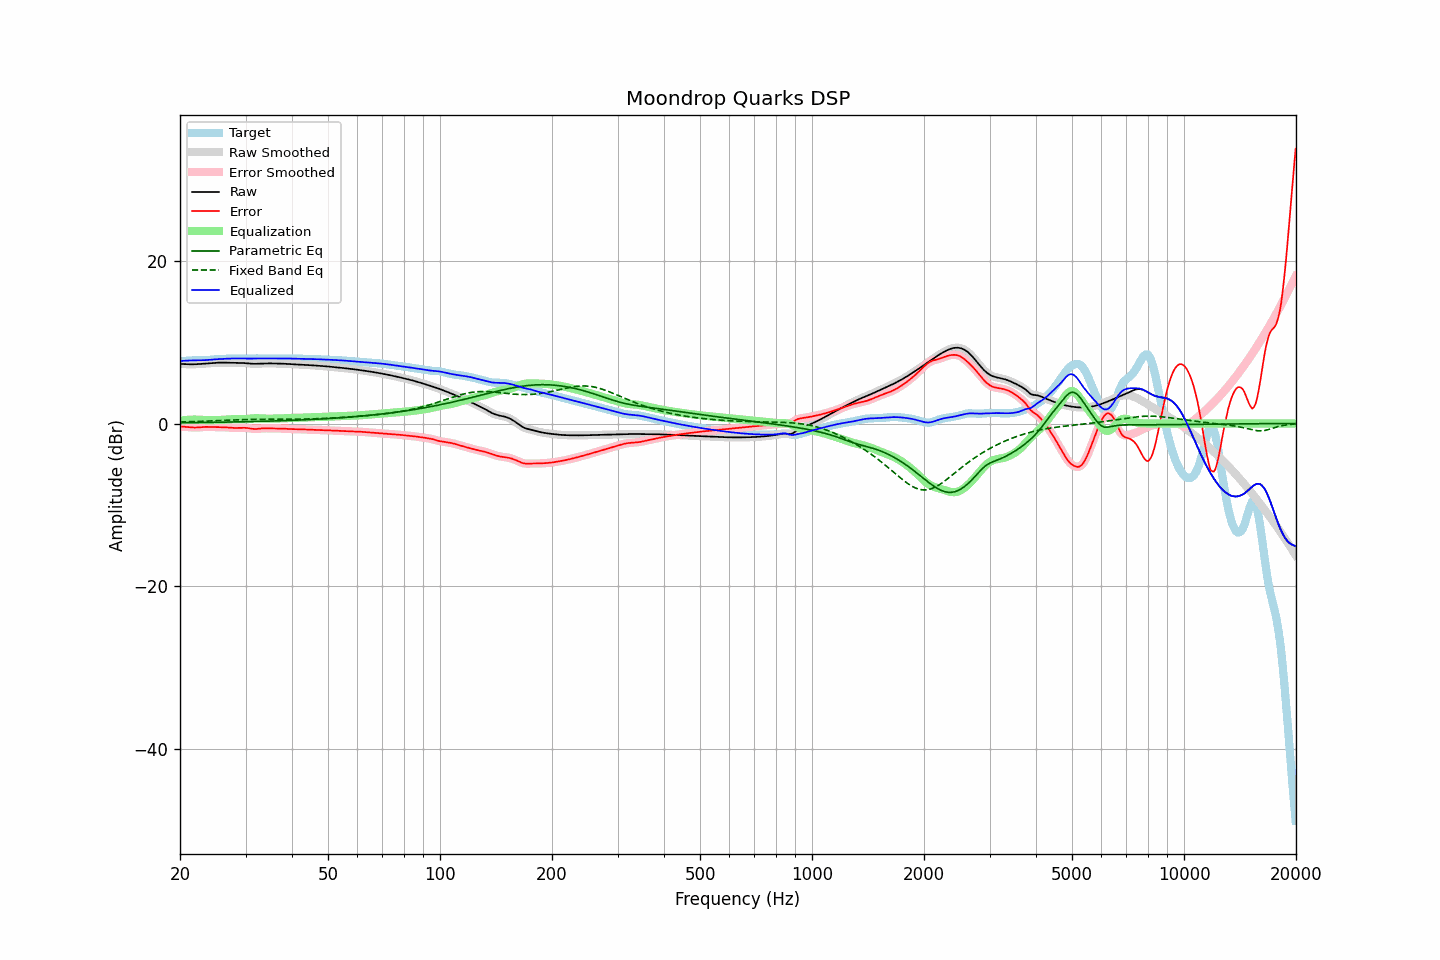 Moondrop Quarks DSP
Target
Raw Smoothed
Error Smoothed
Raw
Error
Equalization
Parametric Eq
Fixed Band Eq
Equalized
20
0
−20
−40
Amplitude (dBr)
20 50 100 200 500 1000 2000 5000 10000 20000
Frequency (Hz)